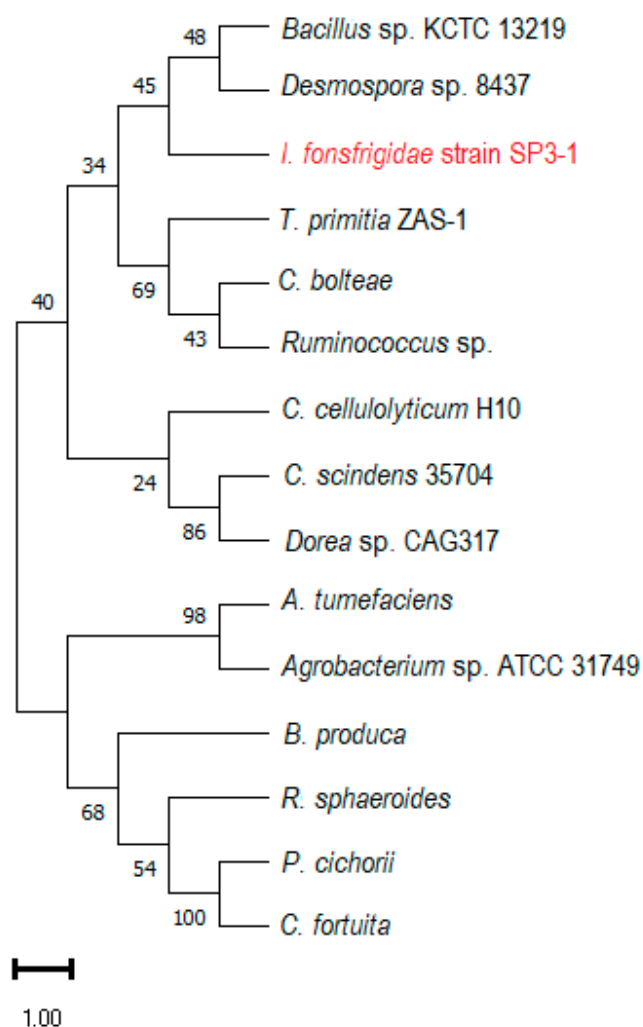 48
Bacillus sp. KCTC 13219
45
Desmospora sp. 8437
34
I. fonsfrigidae strain SP3-1
T. primitia ZAS-1
69
C. bolteae
40
43
Ruminococcus sp.
C. cellulolyticum H10
24
C. scindens 35704
86
Dorea sp. CAG317
98
A. tumefaciens
Agrobacterium sp. ATCC 31749
B. produca
68
R. sphaeroides
54
P. cichorii
100
C. fortuita
1.00